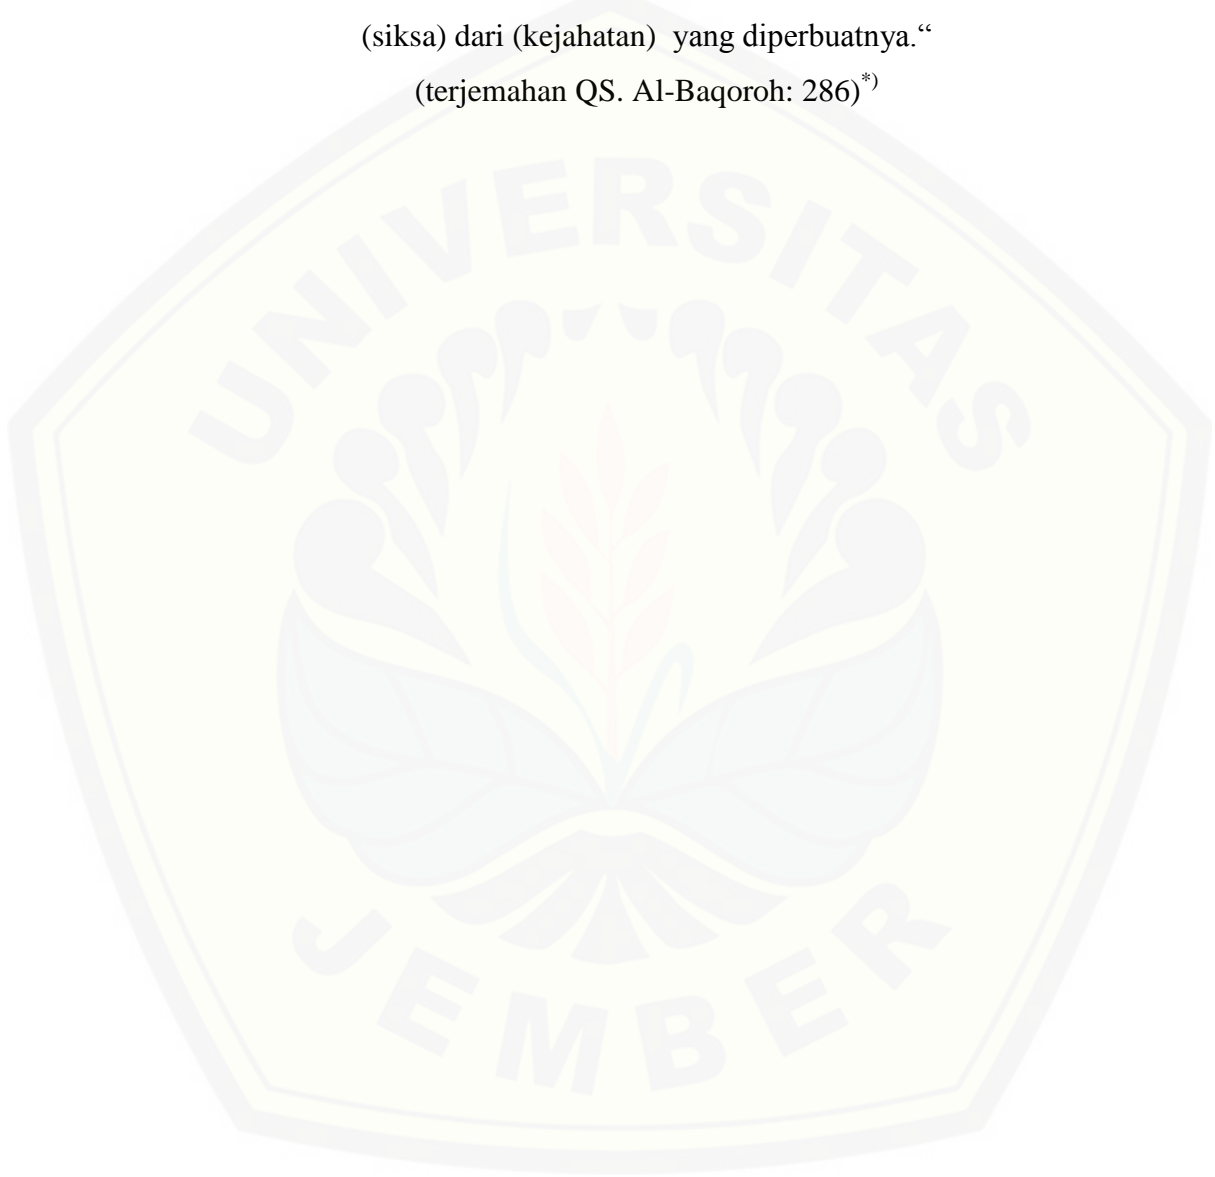 (siksa) dari (kejahatan)  yang diperbuatnya.“
(terjemahan QS. Al-Baqoroh: 286)*)
UNIVERSITAS
JEMBER